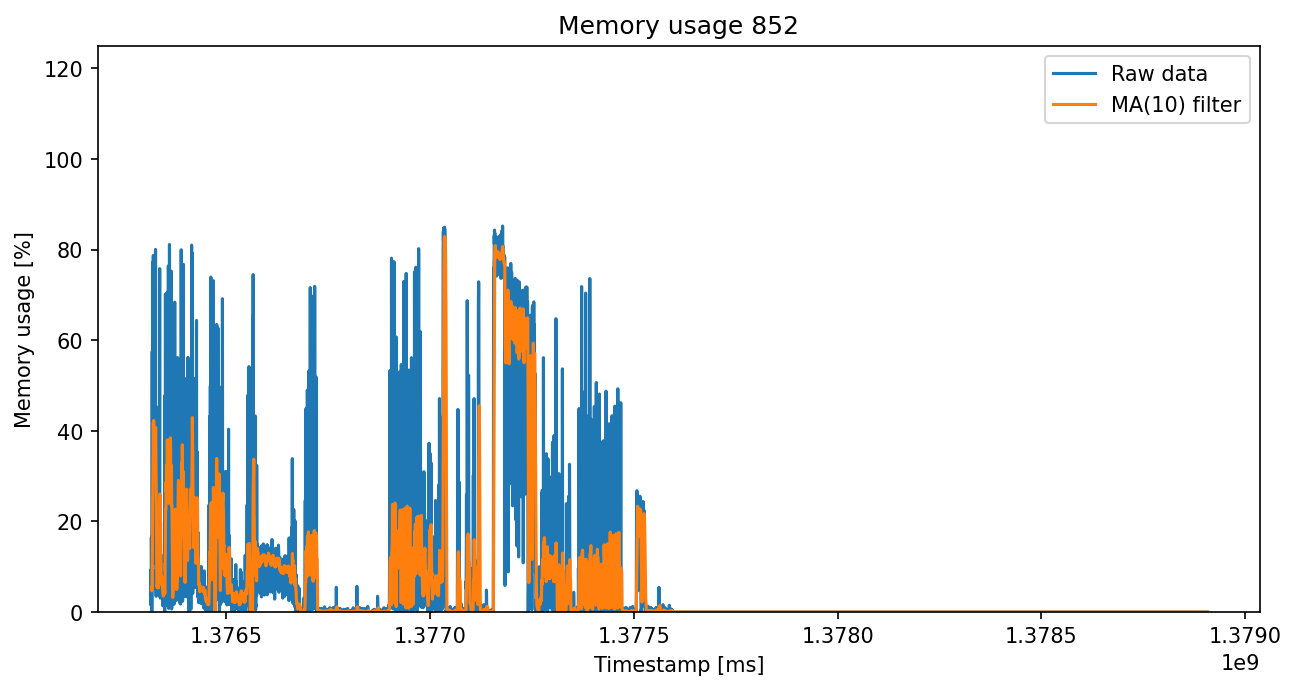 Memory usage 852
Raw data
MA(10) filter
Memory usage [%]
120
100
80
60
40
20
0
1.3765 1.3770 1.3775 1.3780 1.3785 1.3790
1e9
Timestamp [ms]